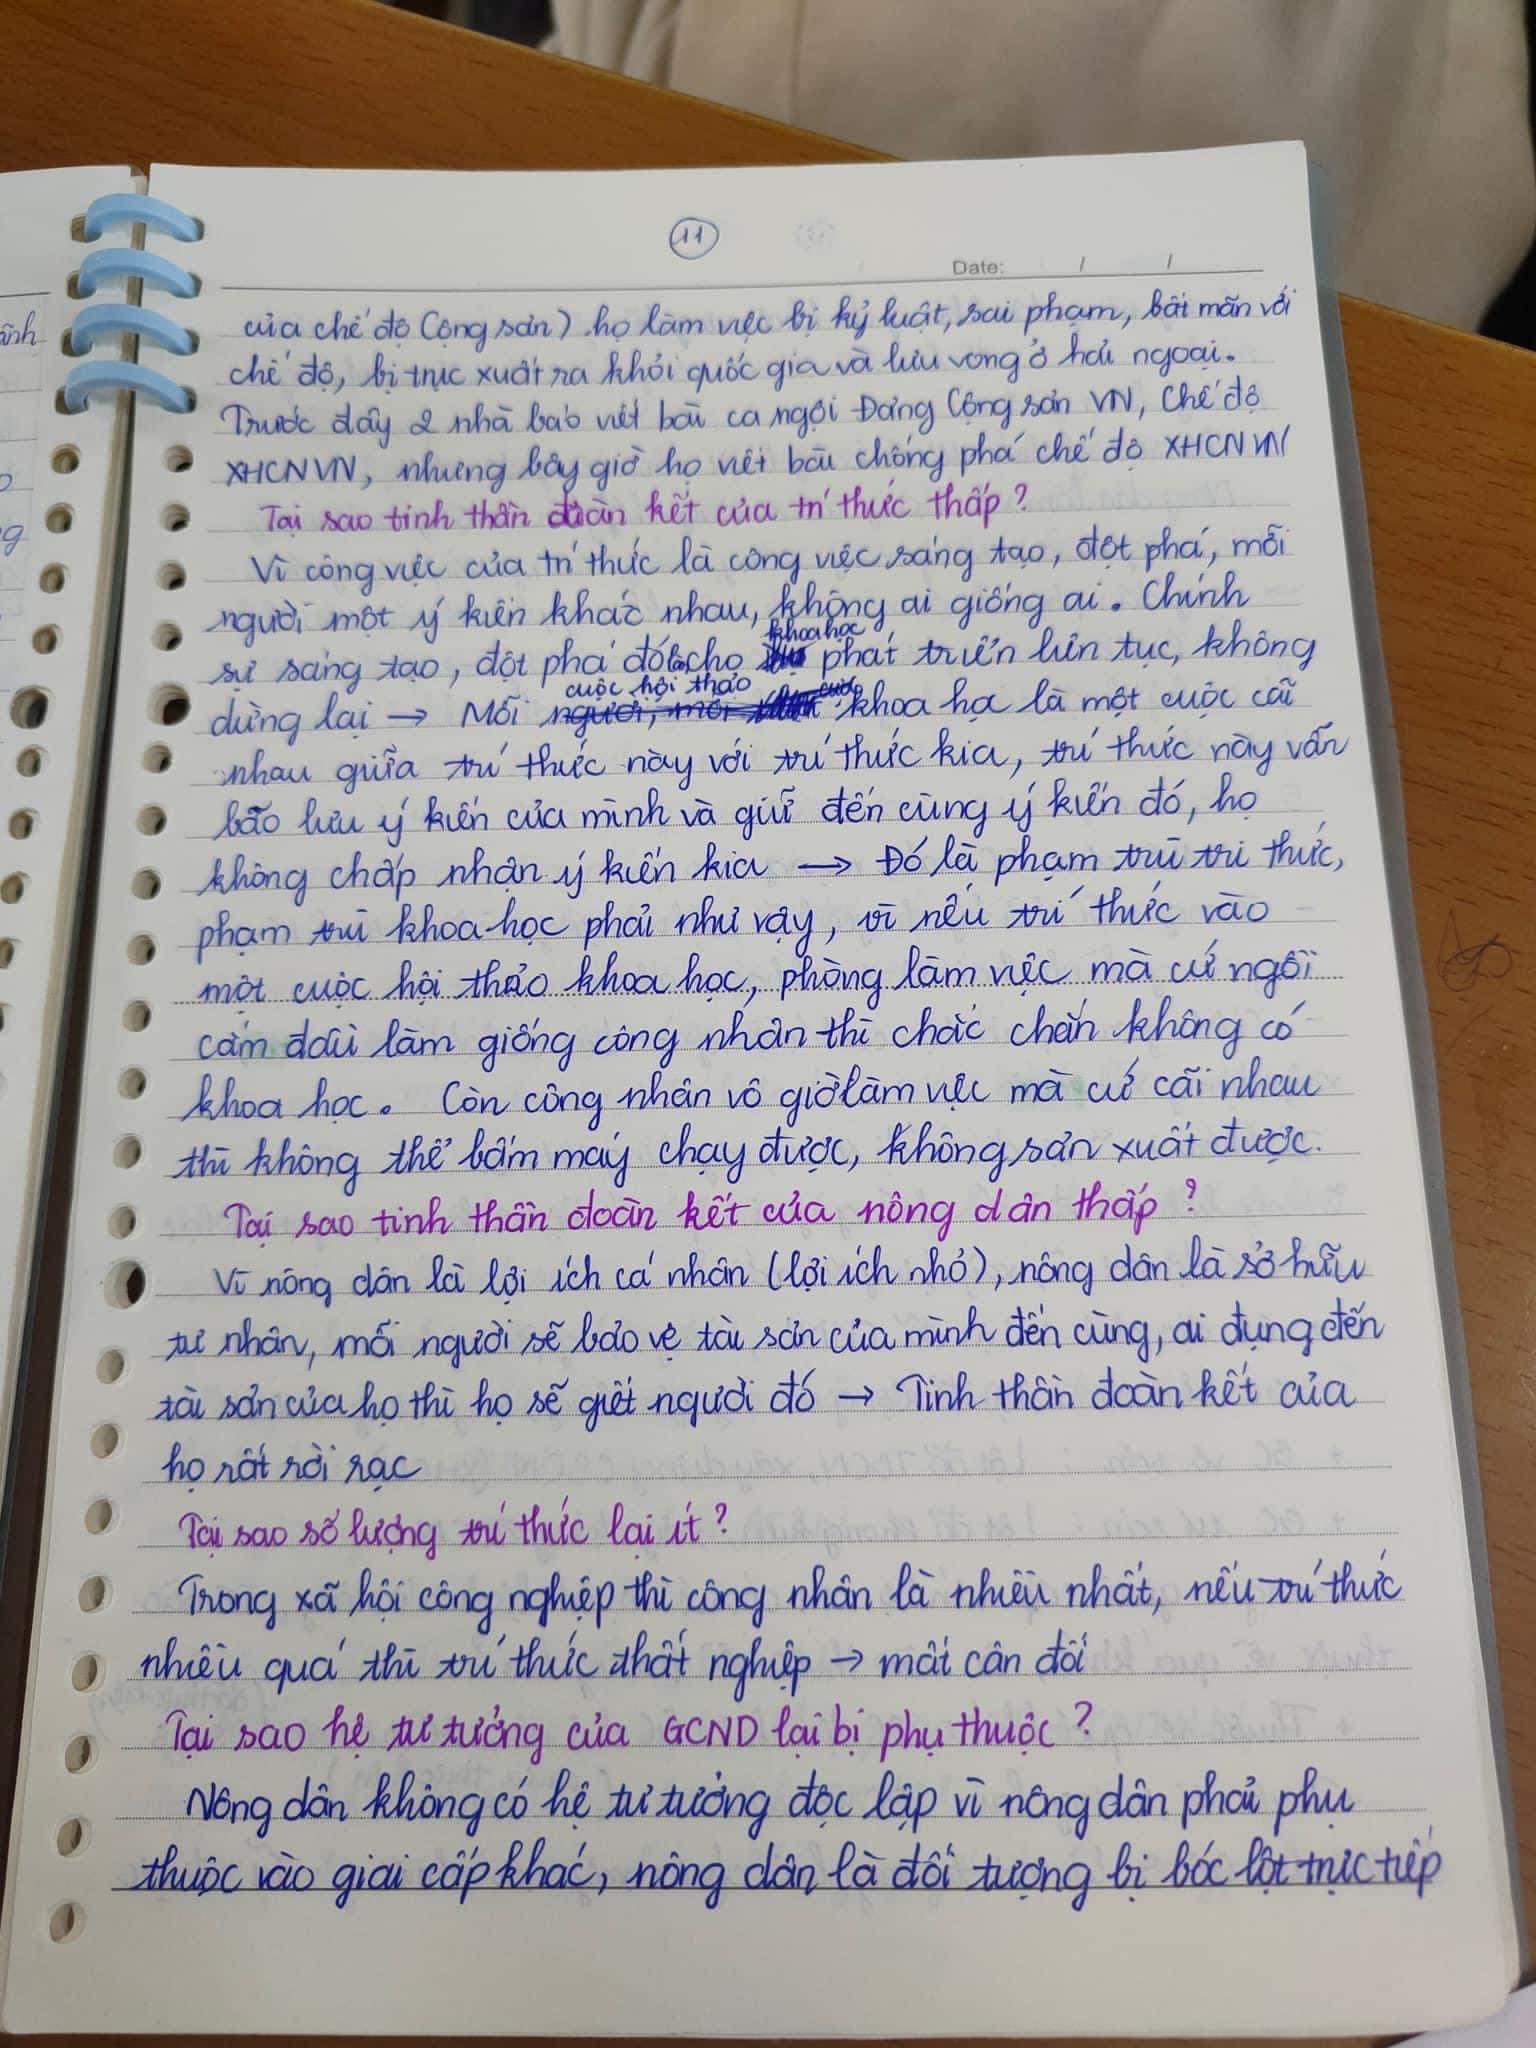 11
Date: / /
của chế độ Cộng sản) họ làm việc bị kỷ luật, sai phạm, bất mãn với
chế độ, bị trục xuất ra khỏi quốc gia và lưu vong ở hải ngoại.
Trước đây 2 nhà báo viết bài ca ngợi Đảng Cộng sản VN, Chế độ
XHCNVN, nhưng bây giờ họ viết bài chống phá chế độ XHCN VN
Tại sao tinh thần đoàn kết của trí thức thấp?
Vì công việc của trí thức là công việc sáng tạo, đột phá, mỗi
người một ý kiến khác nhau, không ai giống ai. Chính
sự sáng tạo, đột phá đó cho khoa học phát triển liên tục, không
dừng lại → Mỗi cuộc hội thảo khoa học là một cuộc cãi
nhau giữa trí thức này với trí thức kia, trí thức này vẫn
bảo lưu ý kiến của mình và giữ đến cùng ý kiến đó, họ
không chấp nhận ý kiến kia → Đó là phạm trù tri thức,
phạm trù khoa học phải như vậy, vì nếu trí thức vào
một cuộc hội thảo khoa học, phòng làm việc mà cứ ngồi
cắm đầu làm giống công nhân thì chắc chắn không có
khoa học. Còn công nhân vô giờ làm việc mà cứ cãi nhau
thì không thể bấm máy chạy được, không sản xuất được.
Tại sao tinh thần đoàn kết của nông dân thấp?
Vì nông dân là lợi ích cá nhân (lợi ích nhỏ), nông dân là sở hữu
tư nhân, mỗi người sẽ bảo vệ tài sản của mình đến cùng, ai đụng đến
tài sản của họ thì họ sẽ giết người đó → Tinh thần đoàn kết của
họ rất rời rạc
Tại sao số lượng trí thức lại ít?
Trong xã hội công nghiệp thì công nhân là nhiều nhất, nếu trí thức
nhiều quá thì trí thức thất nghiệp → mất cân đối
Tại sao hệ tư tưởng của GCND lại bị phụ thuộc?
Nông dân không có hệ tư tưởng độc lập vì nông dân phải phụ
thuộc vào giai cấp khác, nông dân là đối tượng bị bóc lột trực tiếp